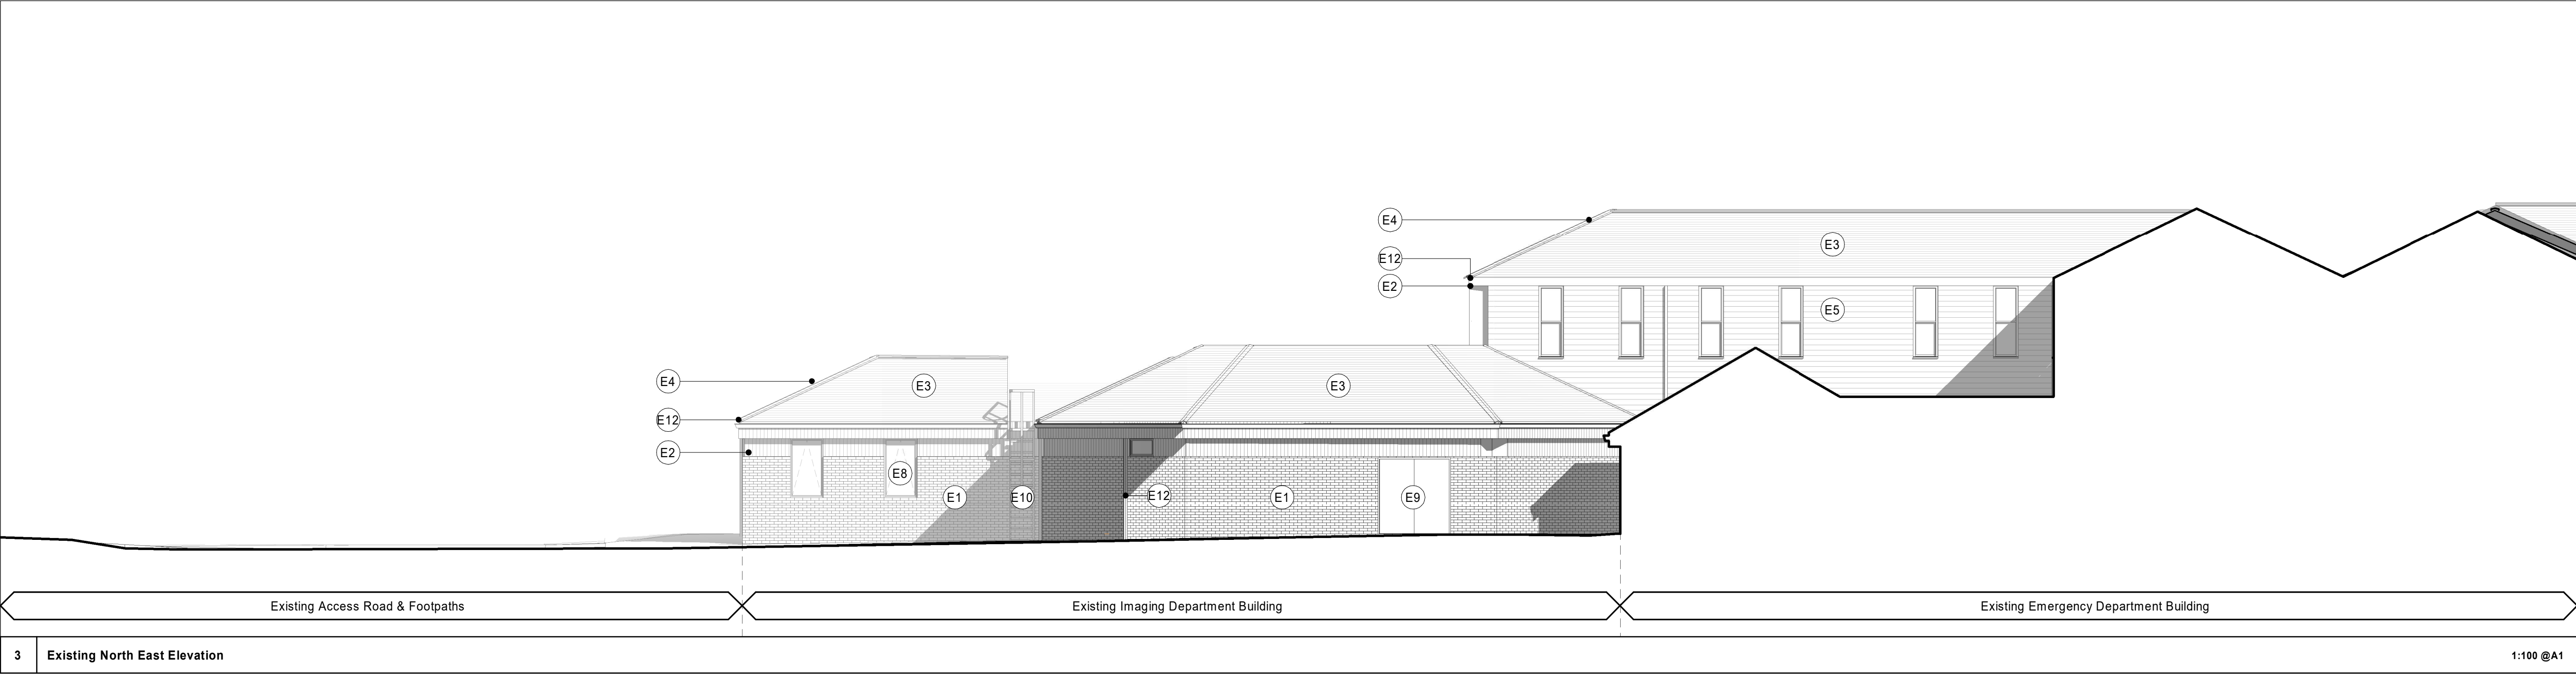 E4
E3
E12
E2
E5
E4
E3
E3
E12
E2
E8
E1
E10
E12
E1
E9
Existing Access Road & Footpaths
Existing Imaging Department Building
Existing Emergency Department Building
3 Existing North East Elevation
1:100 @A1